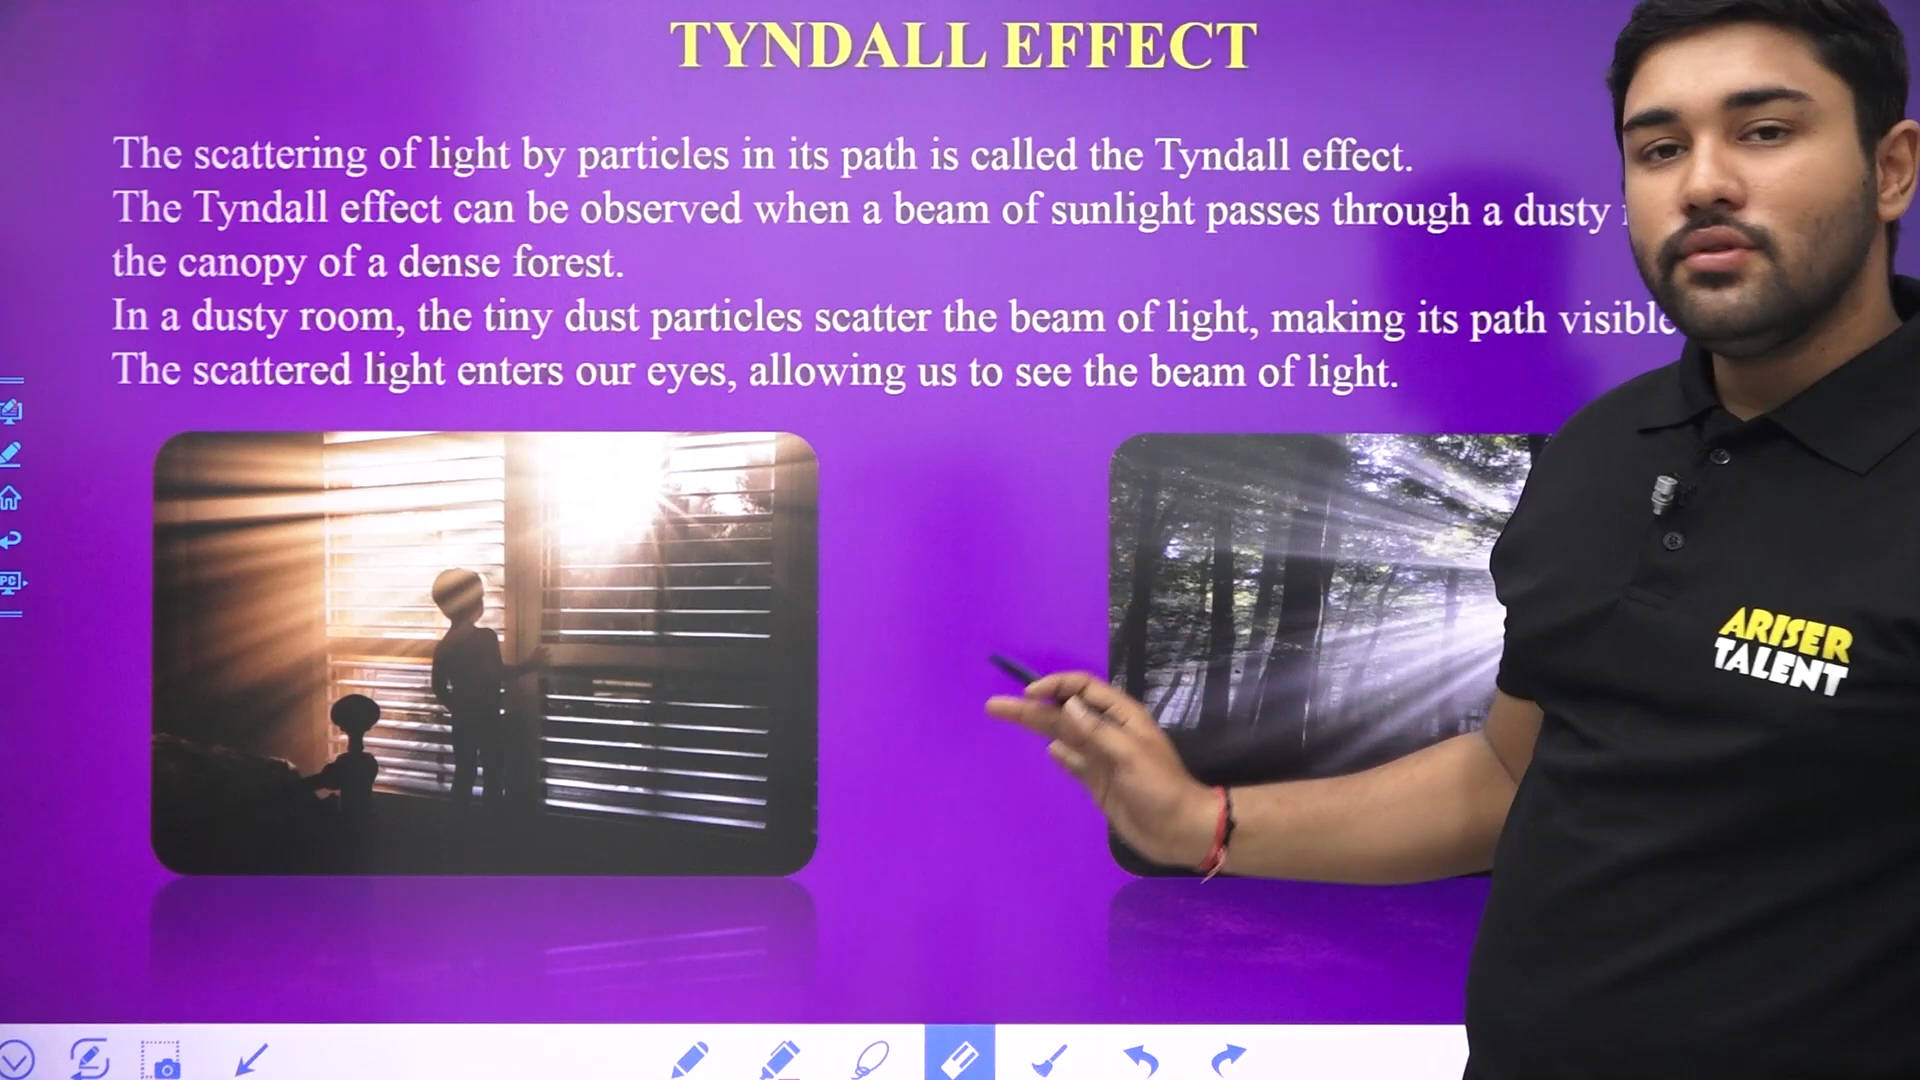 TYNDALL EFFECT
The scattering of light by particles in its path is called the Tyndall effect.
The Tyndall effect can be observed when a beam of sunlight passes through a dusty
the canopy of a dense forest.
In a dusty room, the tiny dust particles scatter the beam of light, making its path visible
The scattered light enters our eyes, allowing us to see the beam of light.
PC
ARISER
TALENT